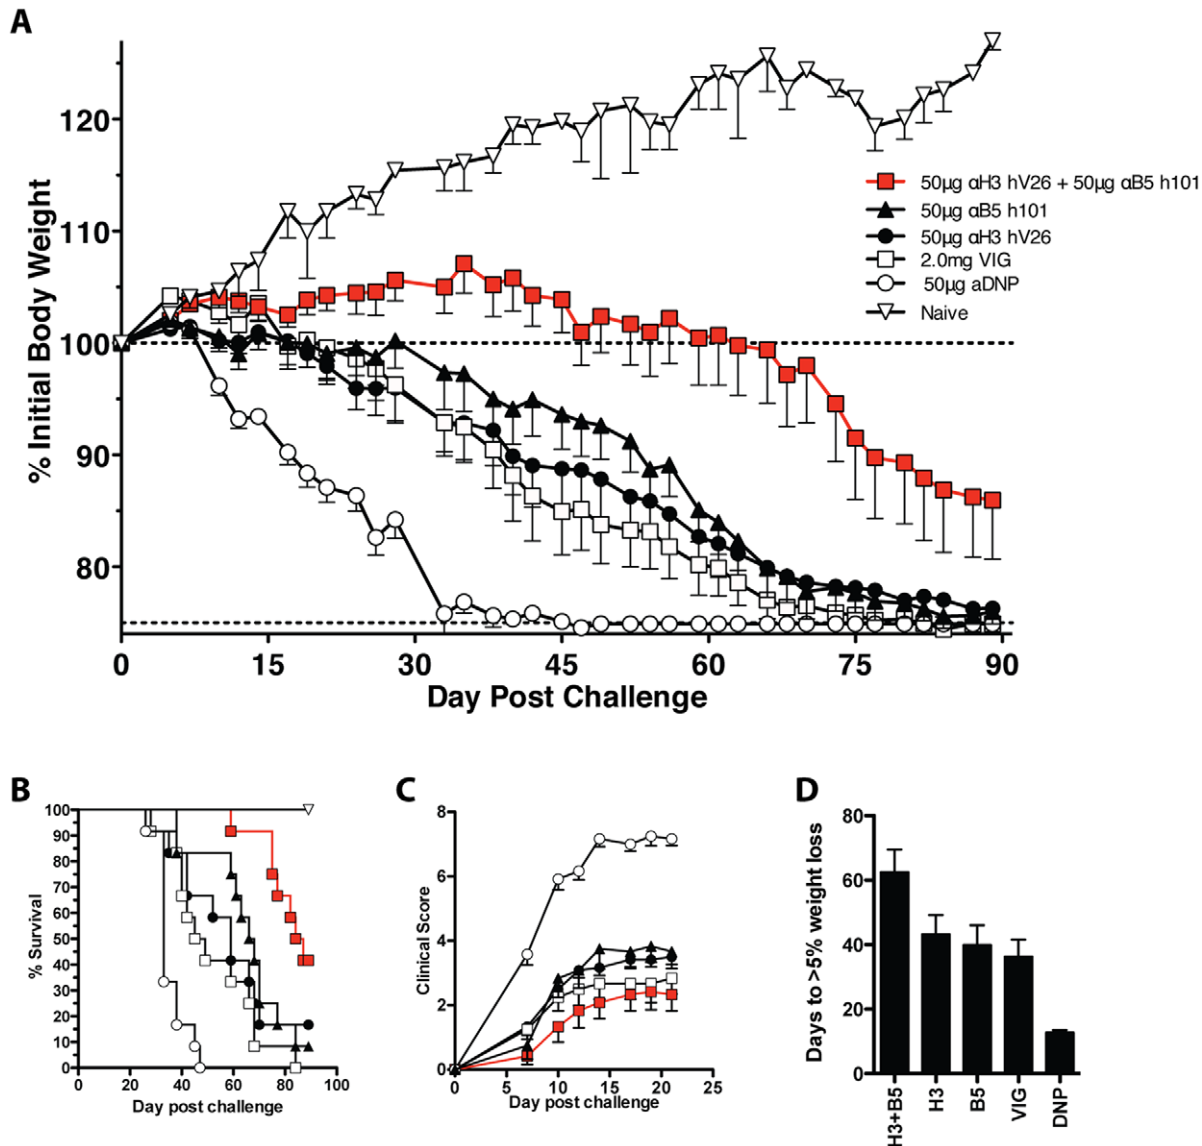 A
% Initial Body Weight
120
110
100
90
80
0 15 30 45 60 75 90
Day Post Challenge
50µg αH3 hV26 + 50µg αB5 h101
50µg αB5 h101
50µg αH3 hV26
2.0mg VIG
50µg aDNP
Naive
B
% Survival
100
90
80
70
60
50
40
30
20
10
0
0 20 40 60 80 100
Day post challenge
C
Clinical Score
8
6
4
2
0
0 5 10 15 20 25
Day post challenge
D
Days to >5% weight loss
80
60
40
20
0
H3+B5 H3 B5 VIG DNP